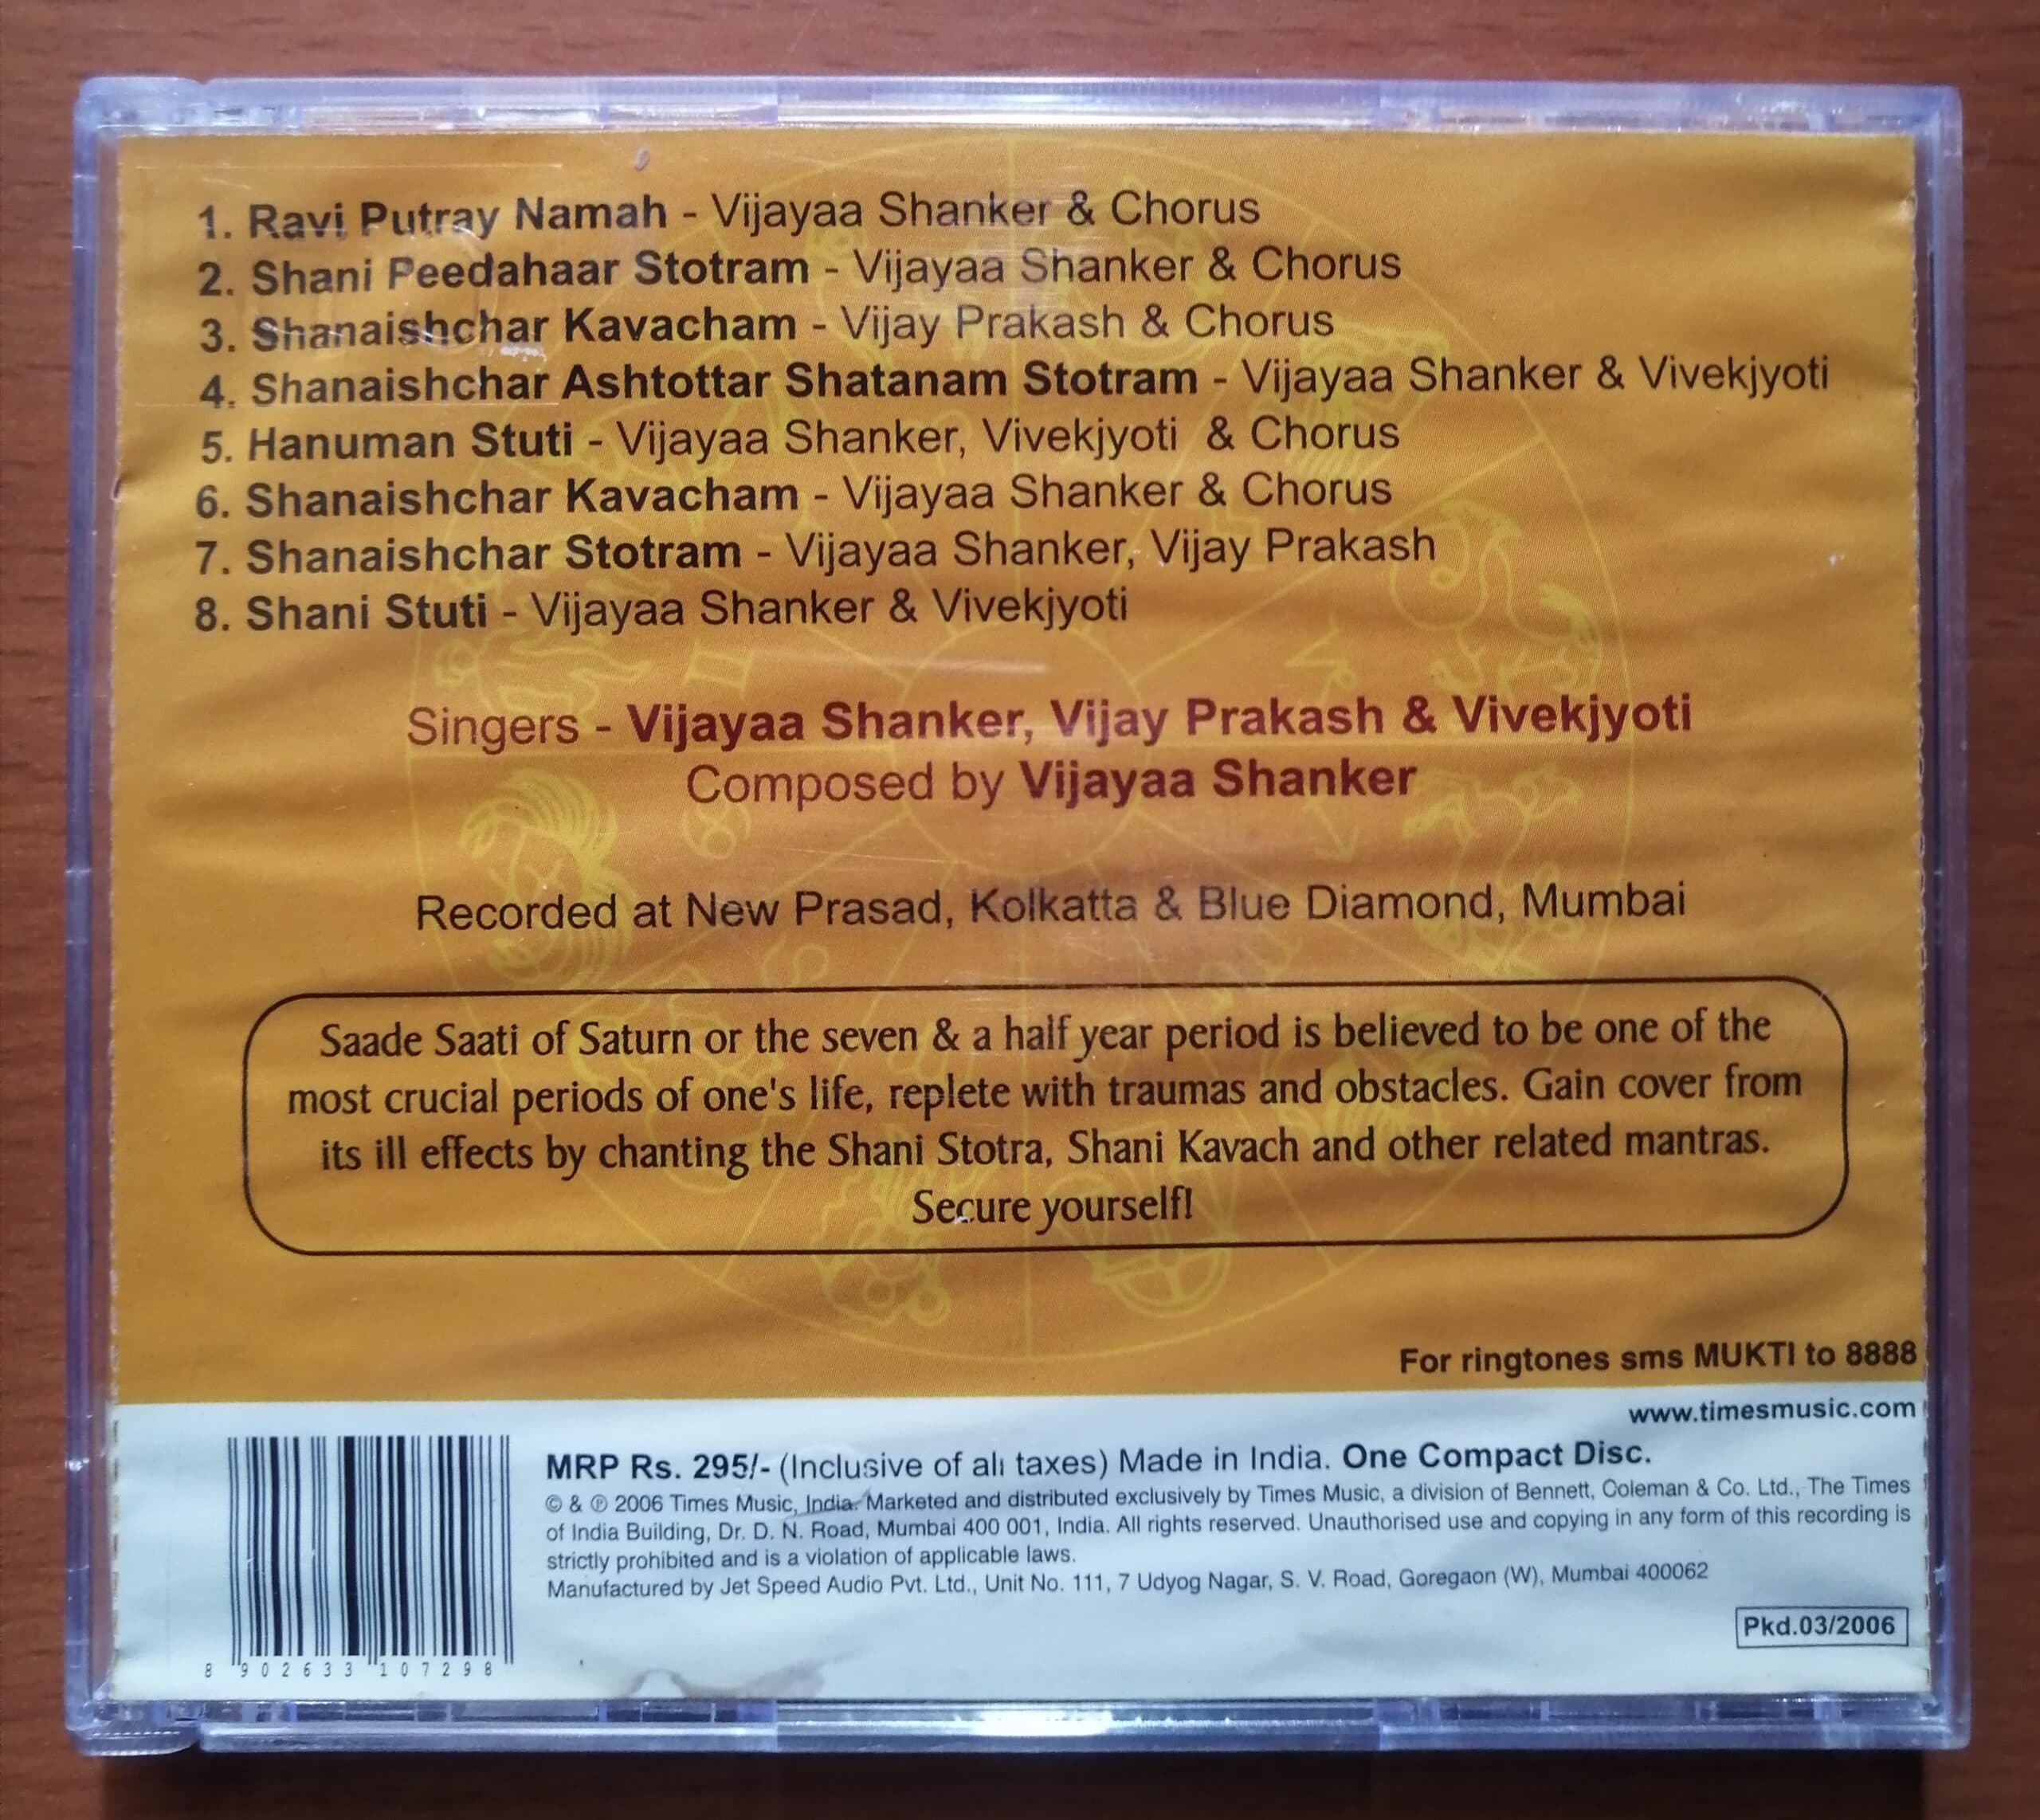 1. Ravi Putray Namah - Vijayaa Shanker & Chorus
2. Shani Peedahaar Stotram - Vijayaa Shanker & Chorus
3. Shanaishchar Kavacham - Vijay Prakash & Chorus
4. Shanaishchar Ashtottar Shatanam Stotram - Vijayaa Shanker & Vivekjyoti
5. Hanuman Stuti - Vijayaa Shanker, Vivekjyoti & Chorus
6. Shanaishchar Kavacham - Vijayaa Shanker & Chorus
7. Shanaishchar Stotram - Vijayaa Shanker, Vijay Prakash
8. Shani Stuti - Vijayaa Shanker & Vivekjyoti
Singers - Vijayaa Shanker, Vijay Prakash & Vivekjyoti
Composed by Vijayaa Shanker
Recorded at New Prasad, Kolkatta & Blue Diamond, Mumbai
Saade Saati of Saturn or the seven & a half year period is believed to be one of the
most crucial periods of one's life, replete with traumas and obstacles. Gain cover from
its ill effects by chanting the Shani Stotra, Shani Kavach and other related mantras.
Secure yourself!
For ringtones sms MUKTI to 8888
www.timesmusic.com
MRP Rs. 295/- (Inclusive of all taxes) Made in India. One Compact Disc.
© & ℗ 2006 Times Music, India. Marketed and distributed exclusively by Times Music, a division of Bennett, Coleman & Co. Ltd., The Times
of India Building, Dr. D. N. Road, Mumbai 400 001, India. All rights reserved. Unauthorised use and copying in any form of this recording is
strictly prohibited and is a violation of applicable laws.
Manufactured by Jet Speed Audio Pvt. Ltd., Unit No. 111, 7 Udyog Nagar, S. V. Road, Goregaon (W), Mumbai 400062
Pkd.03/2006
8 902633 107298